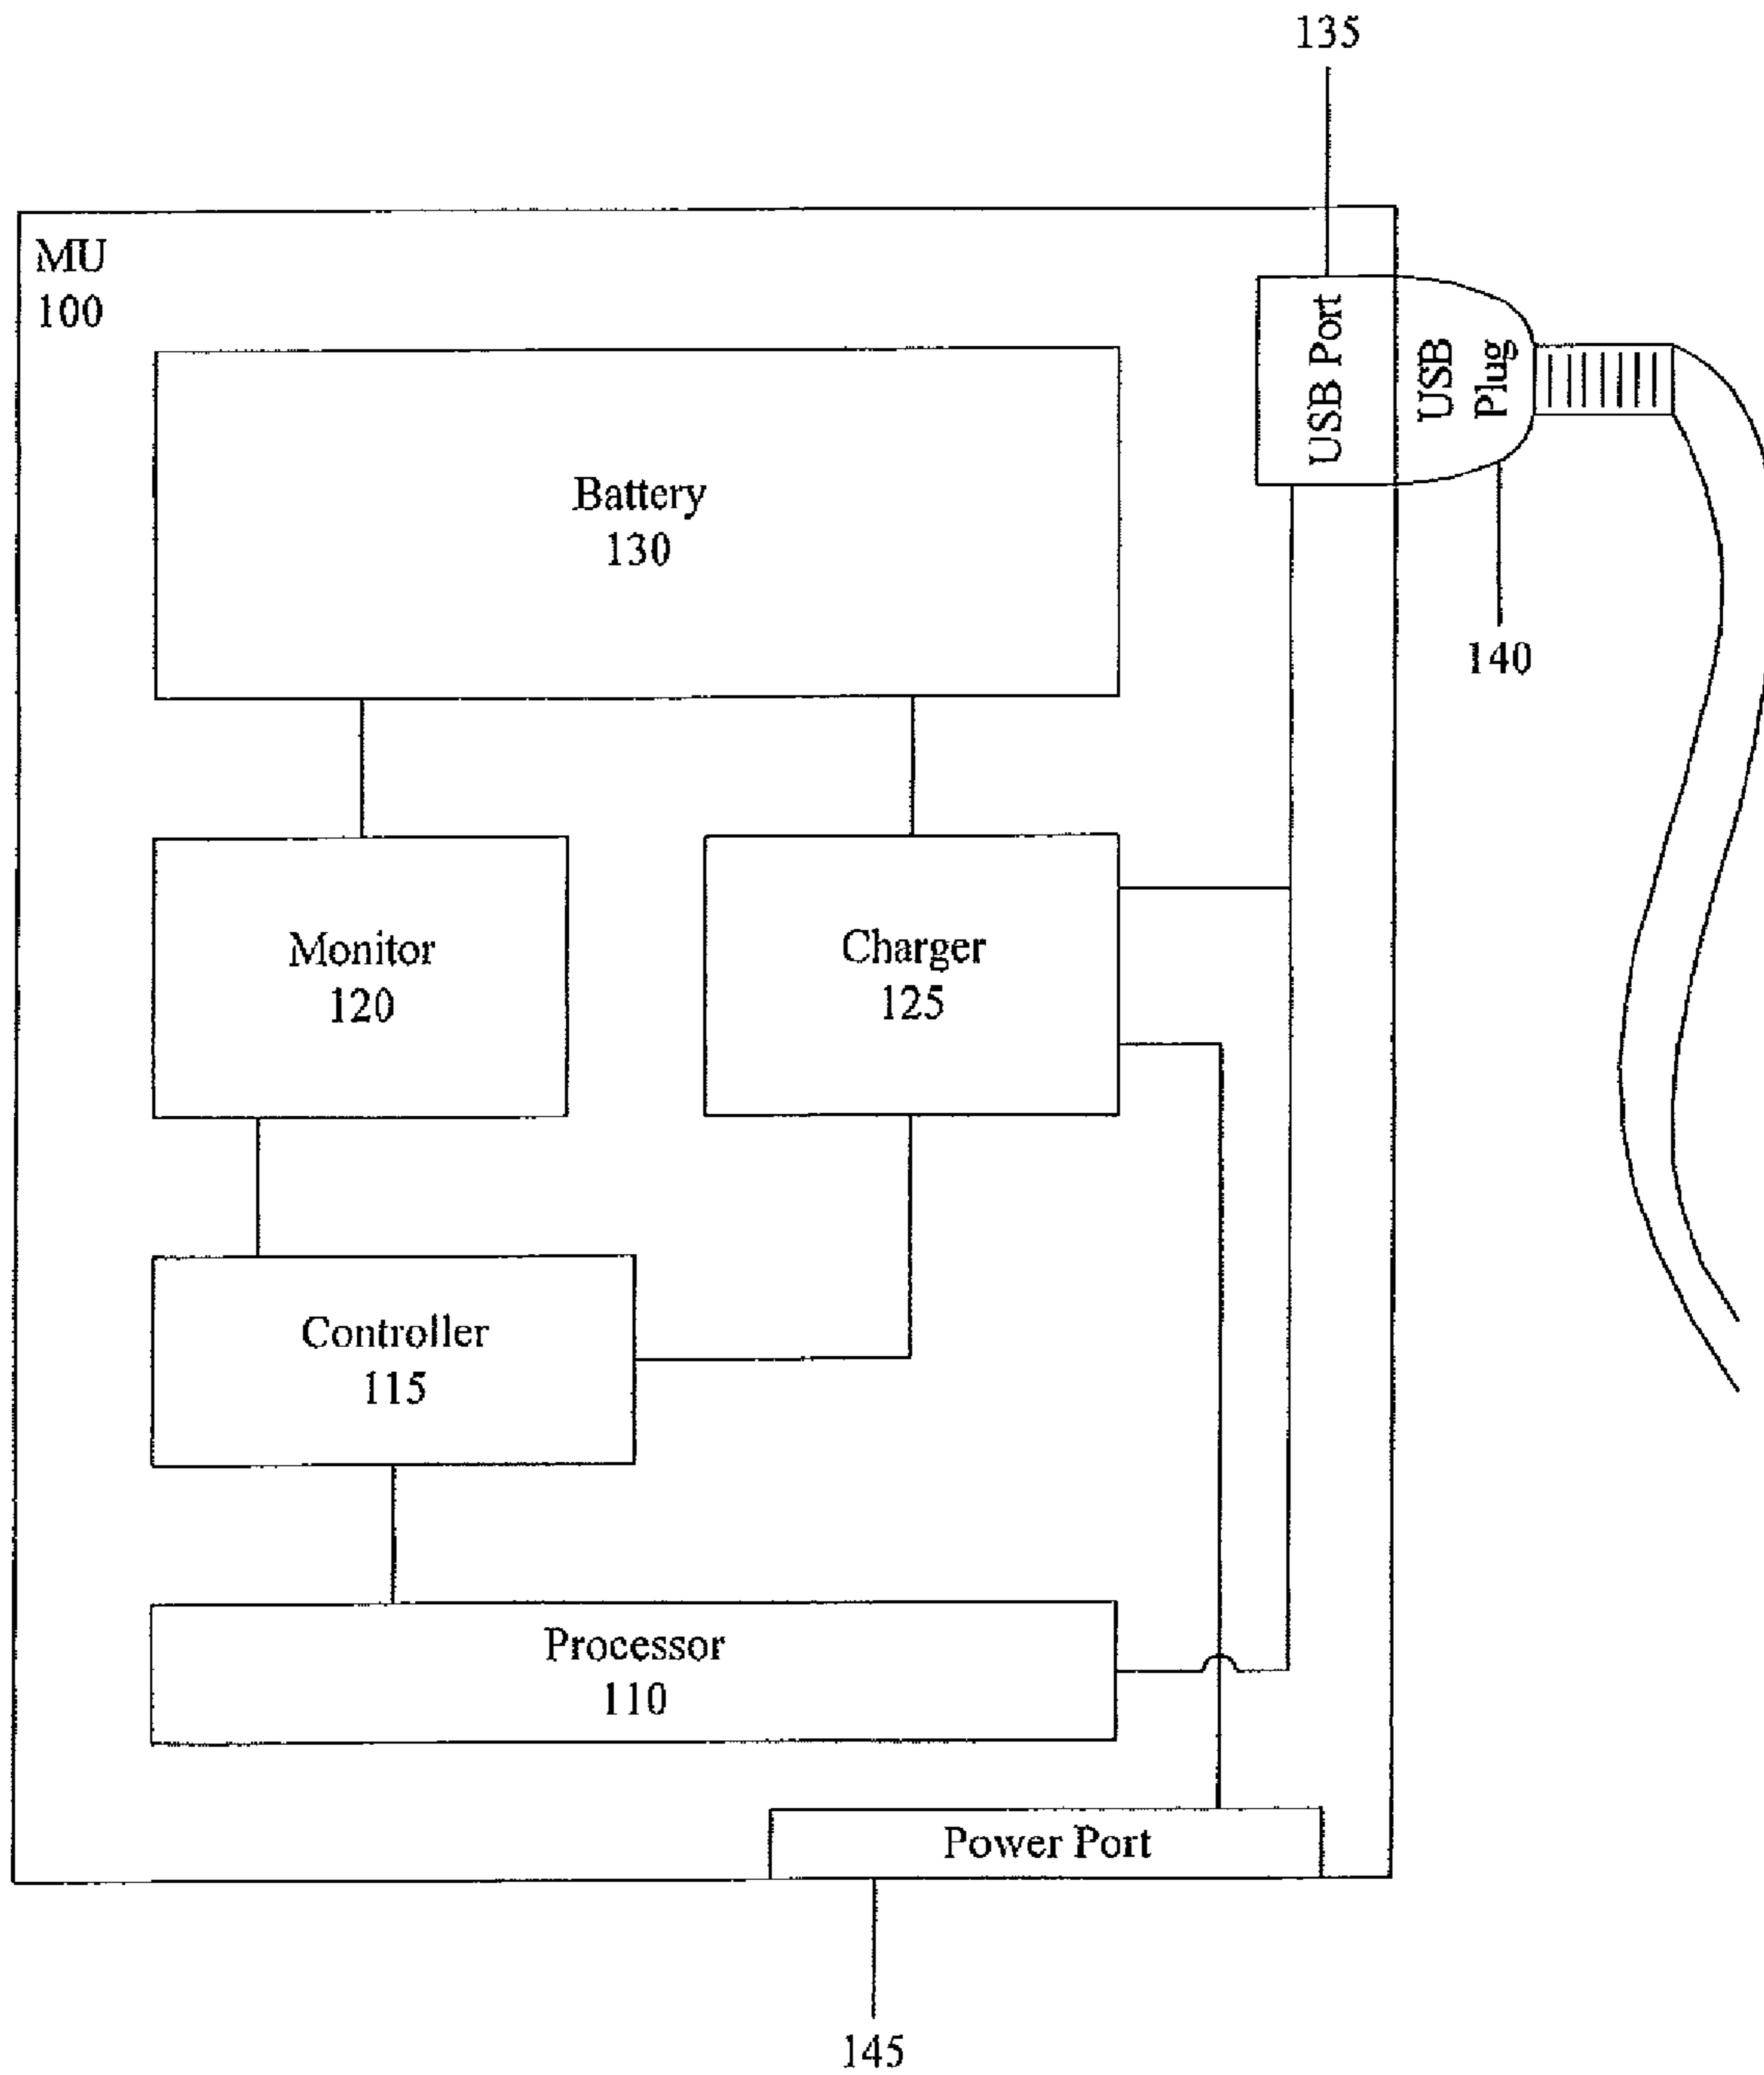 135
MU
100
USB Port
USB
Plug
Battery
130
140
Monitor
120
Charger
125
Controller
115
Processor
110
Power Port
145